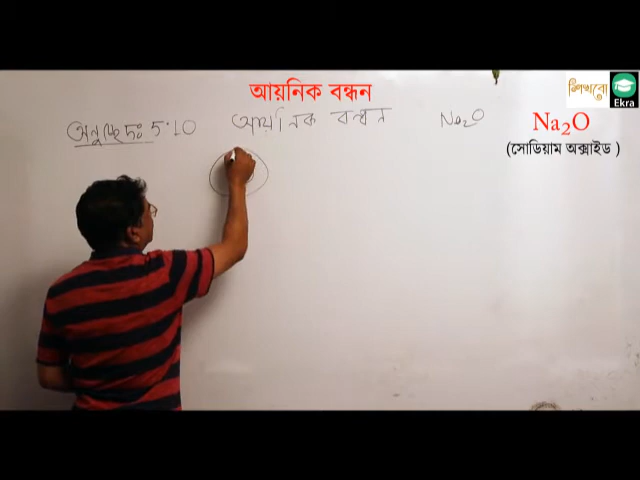 আয়নিক বন্ধন
শিখবো
Ekra
অনুচ্ছেদঃ 5.10 আয়নিক বন্ধন Na₂O
Na₂O
(সোডিয়াম অক্সাইড )